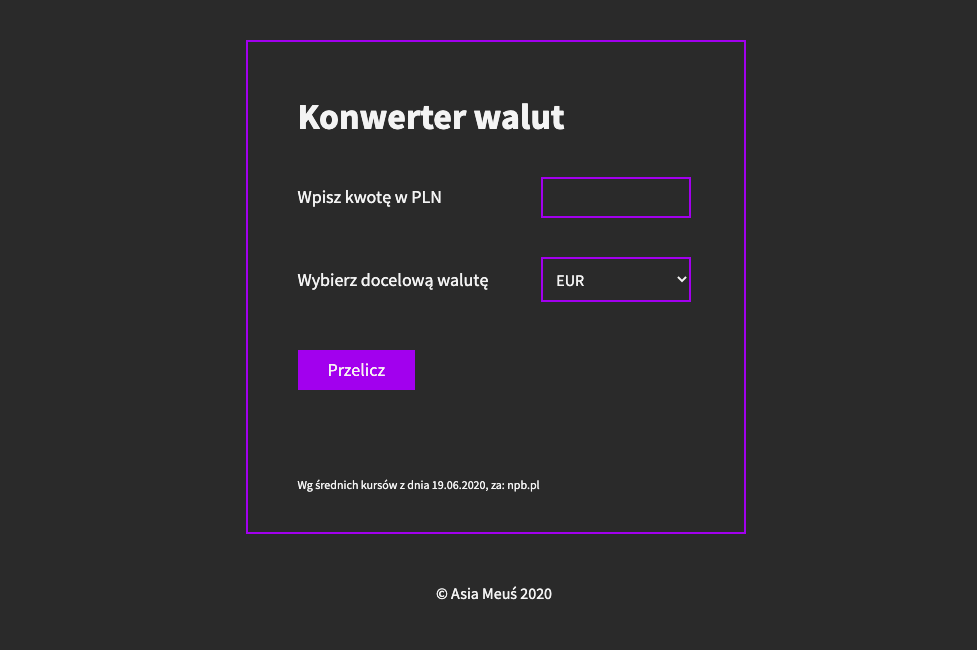 Konwerter walut
Wpisz kwotę w PLN
Wybierz docelową walutę
EUR
Przelicz
Wg średnich kursów z dnia 19.06.2020, za: npb.pl
© Asia Meuś 2020